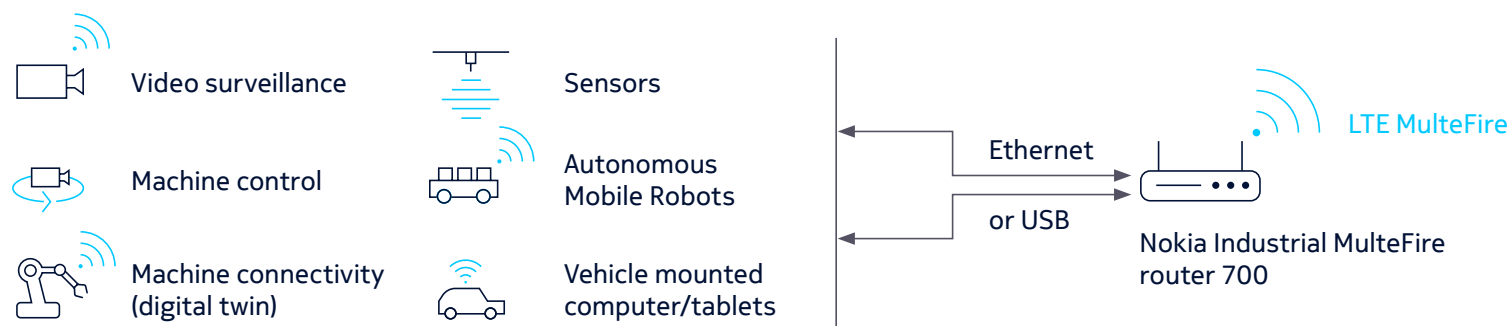 Video surveillance
Sensors
Machine control
Autonomous
Mobile Robots
Machine connectivity
(digital twin)
Vehicle mounted
computer/tablets
Ethernet
or USB
LTE MulteFire
Nokia Industrial MulteFire
router 700